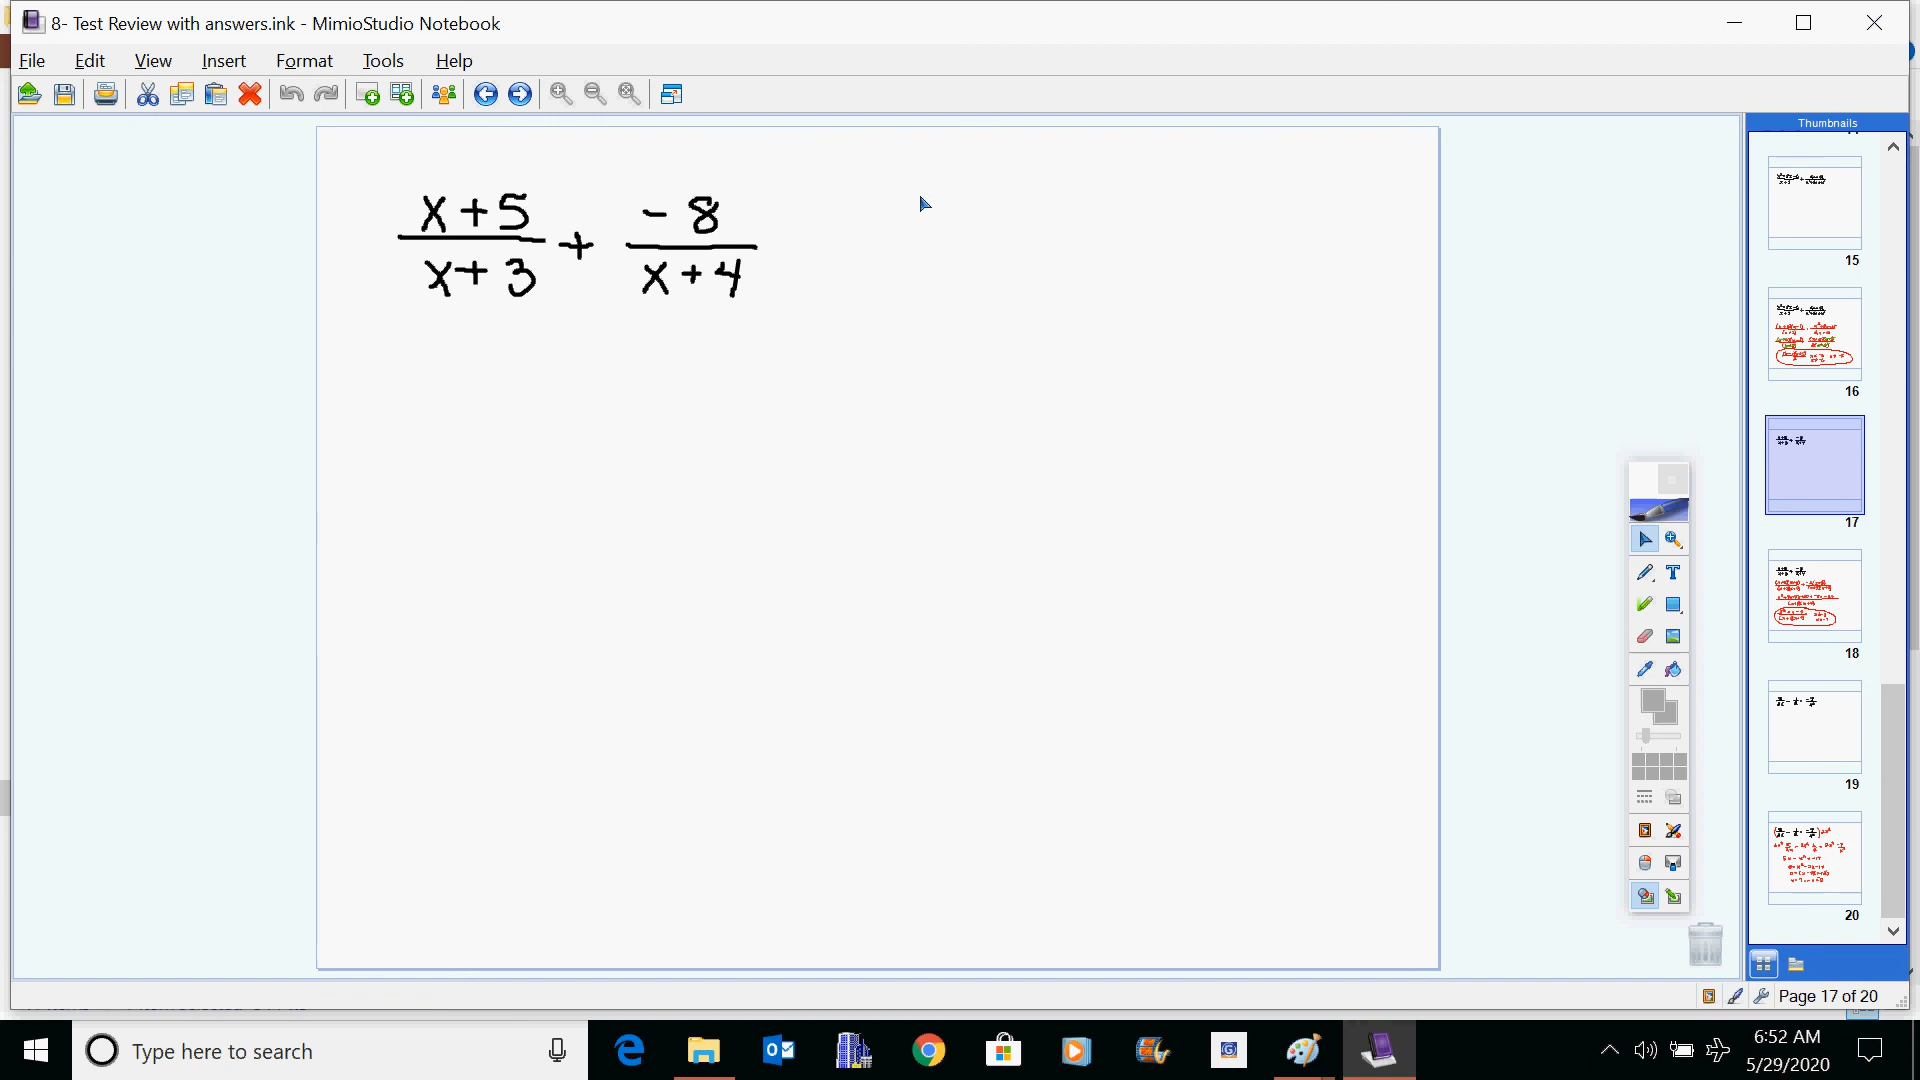 8- Test Review with answers.ink - MimioStudio Notebook
File Edit View Insert Format Tools Help
Thumbnails
x+5 / x+3 + -8 / x+4
15
16
17
18
19
20
Page 17 of 20
Type here to search
6:52 AM
5/29/2020